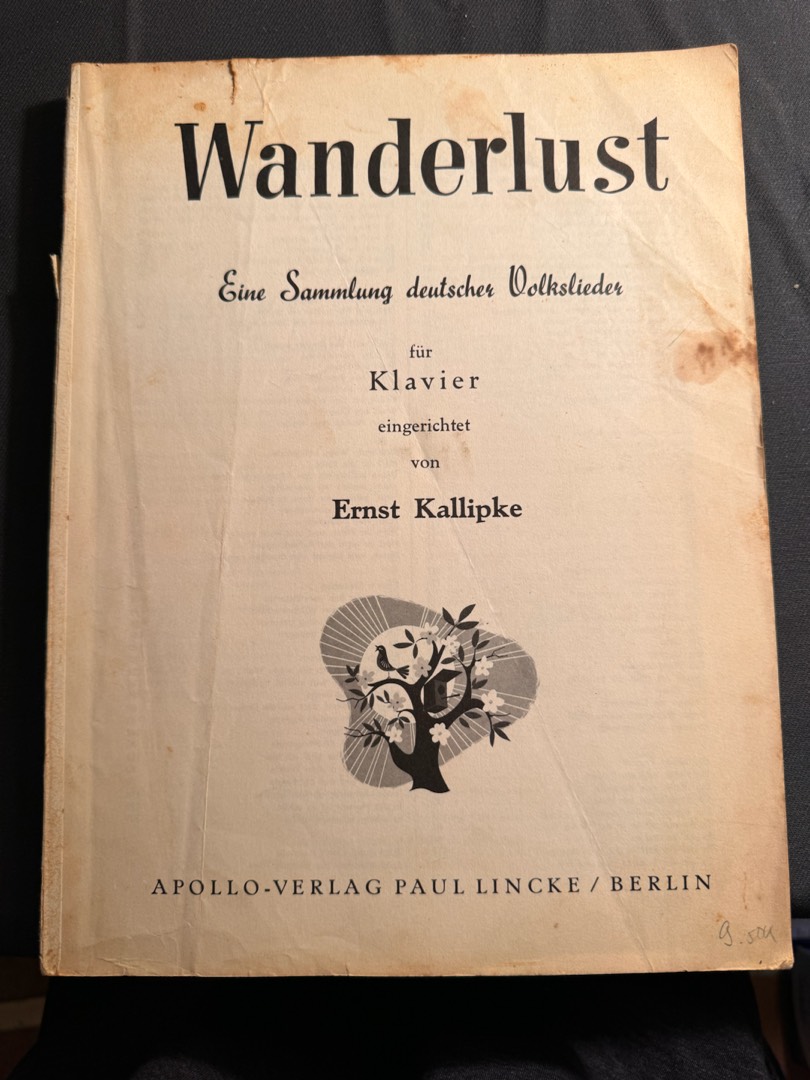 Wanderlust
Eine Sammlung deutscher Volkslieder
für
Klavier
eingerichtet
von
Ernst Kallipke
APOLLO-VERLAG PAUL LINCKE / BERLIN